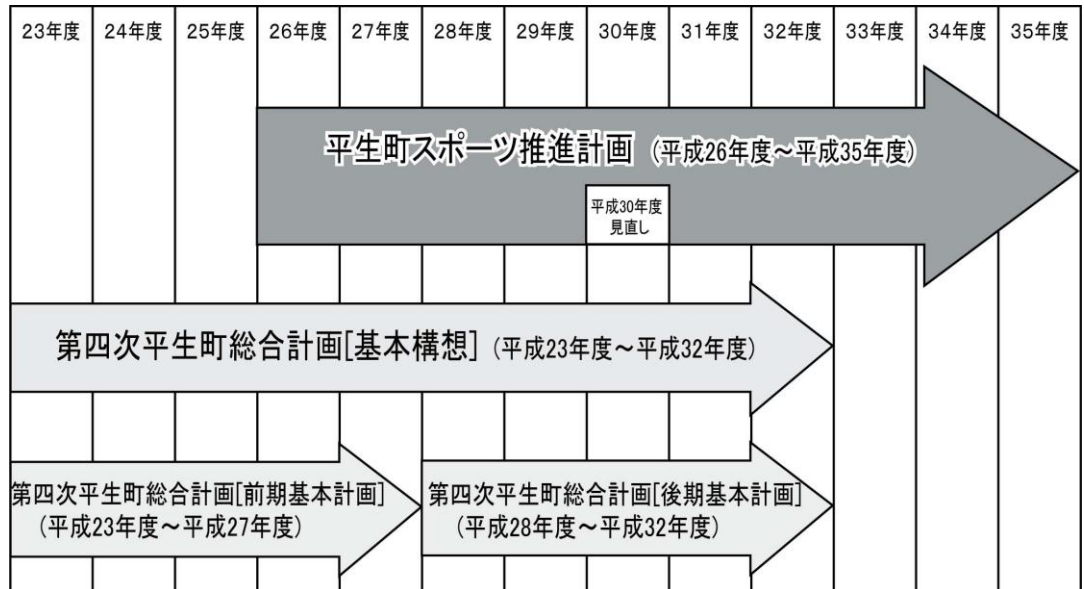 23年度 24年度 25年度 26年度 27年度 28年度 29年度 30年度 31年度 32年度 33年度 34年度 35年度
平生町スポーツ推進計画（平成26年度～平成35年度）
平成30年度
見直し
第四次平生町総合計画[基本構想]（平成23年度～平成32年度）
第四次平生町総合計画[前期基本計画]
（平成23年度～平成27年度）
第四次平生町総合計画[後期基本計画]
（平成28年度～平成32年度）